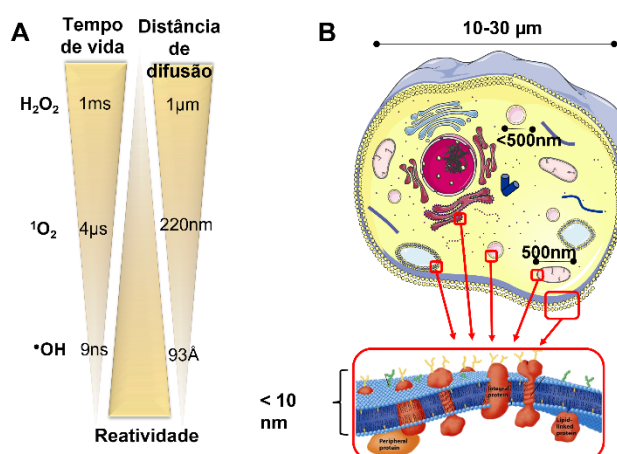 A
Tempo
de vida
Distância
de
difusão
H₂O₂
1ms
1µm
¹O₂
4µs
220nm
•OH
9ns
93Å
Reatividade
B
10-30 µm
<500nm
500nm
< 10
nm
Integral
protein
Peripheral
protein
Lipid-
linked
protein